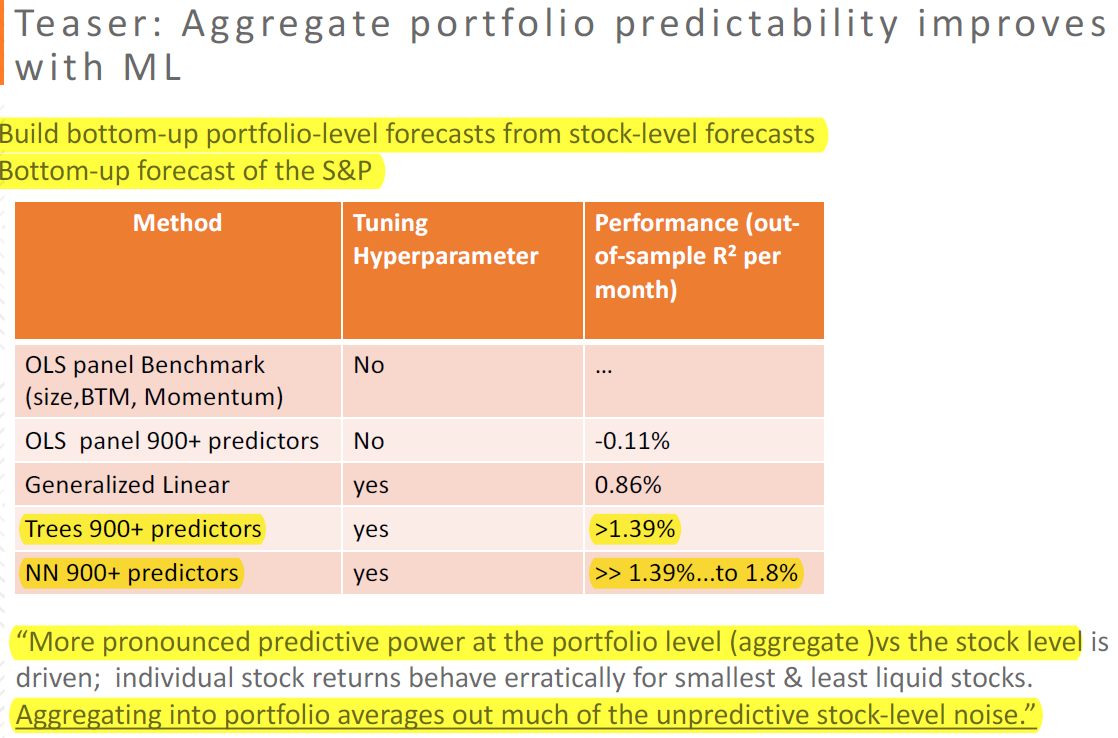 Teaser: Aggregate portfolio predictability improves
with ML
Build bottom-up portfolio-level forecasts from stock-level forecasts
Bottom-up forecast of the S&P
Method
Tuning
Hyperparameter
Performance (out-
of-sample R² per
month)
OLS panel Benchmark
(size,BTM, Momentum)
No
...
OLS  panel 900+ predictors
No
-0.11%
Generalized Linear
yes
0.86%
Trees 900+ predictors
yes
>1.39%
NN 900+ predictors
yes
>> 1.39%...to 1.8%
“More pronounced predictive power at the portfolio level (aggregate )vs the stock level is
driven;  individual stock returns behave erratically for smallest & least liquid stocks.
Aggregating into portfolio averages out much of the unpredictive stock-level noise.”